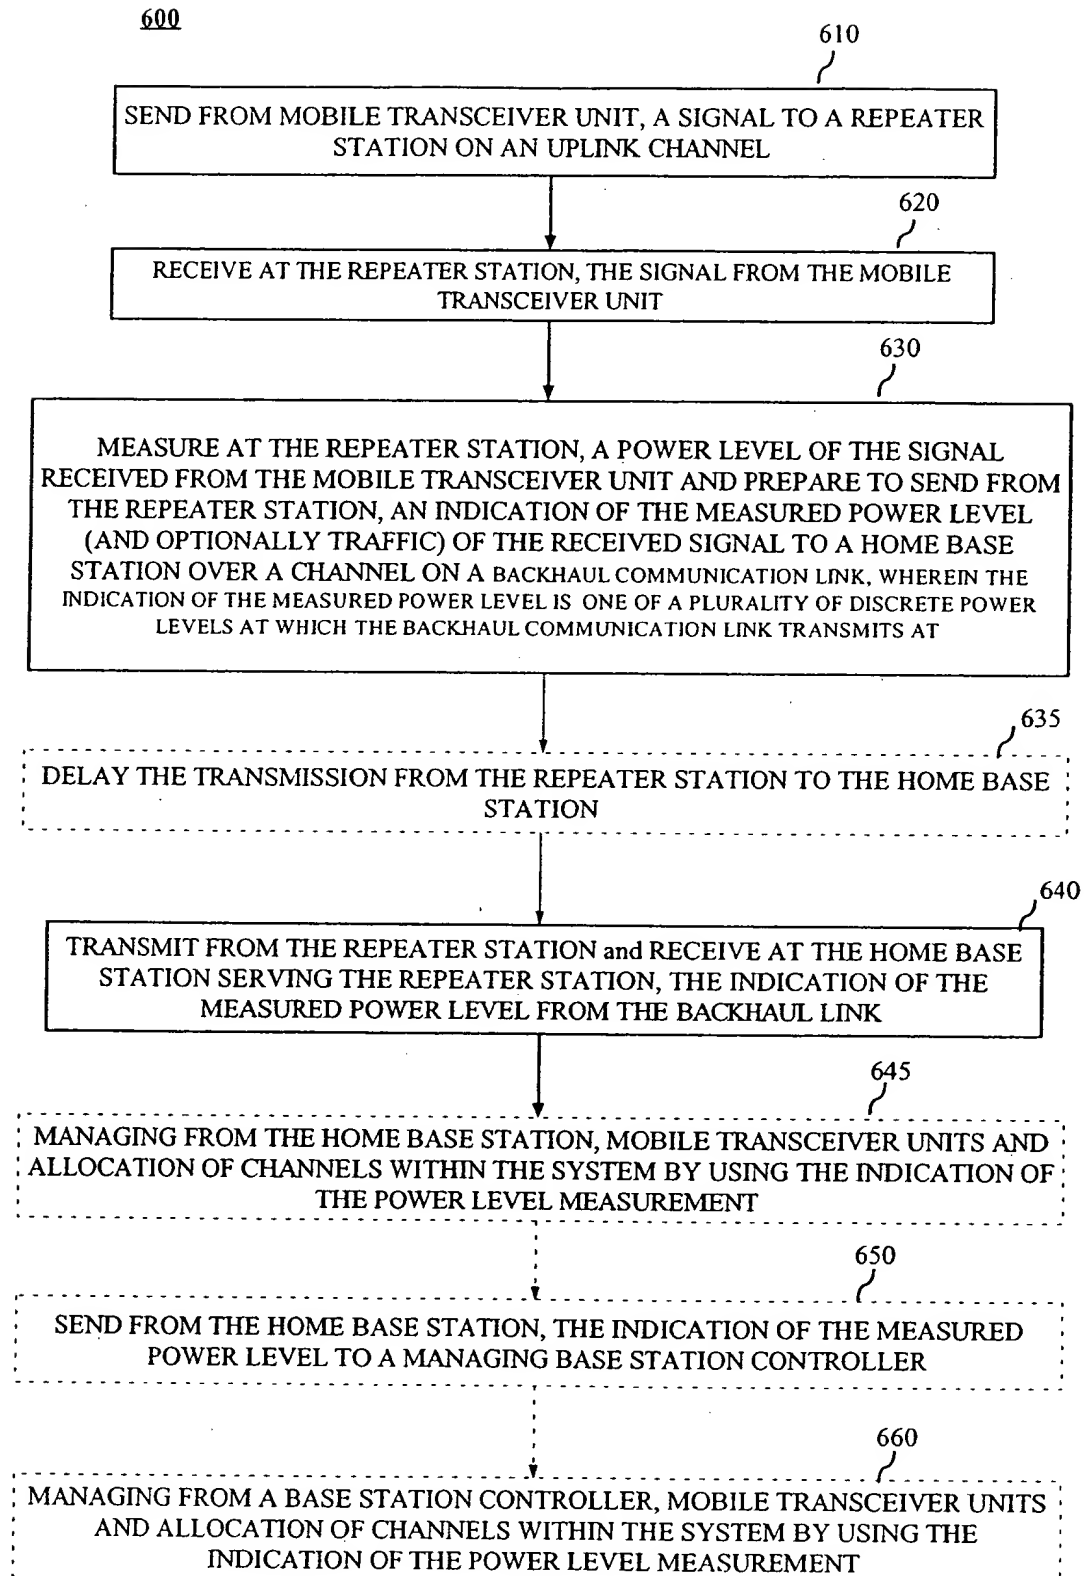 600
610
SEND FROM MOBILE TRANSCEIVER UNIT, A SIGNAL TO A REPEATER
STATION ON AN UPLINK CHANNEL
620
RECEIVE AT THE REPEATER STATION, THE SIGNAL FROM THE MOBILE
TRANSCEIVER UNIT
630
MEASURE AT THE REPEATER STATION, A POWER LEVEL OF THE SIGNAL
RECEIVED FROM THE MOBILE TRANSCEIVER UNIT AND PREPARE TO SEND FROM
THE REPEATER STATION, AN INDICATION OF THE MEASURED POWER LEVEL
(AND OPTIONALLY TRAFFIC) OF THE RECEIVED SIGNAL TO A HOME BASE
STATION OVER A CHANNEL ON A BACKHAUL COMMUNICATION LINK, WHEREIN THE
INDICATION OF THE MEASURED POWER LEVEL IS ONE OF A PLURALITY OF DISCRETE POWER
LEVELS AT WHICH THE BACKHAUL COMMUNICATION LINK TRANSMITS AT
635
DELAY THE TRANSMISSION FROM THE REPEATER STATION TO THE HOME BASE
STATION
640
TRANSMIT FROM THE REPEATER STATION and RECEIVE AT THE HOME BASE
STATION SERVING THE REPEATER STATION, THE INDICATION OF THE
MEASURED POWER LEVEL FROM THE BACKHAUL LINK
645
MANAGING FROM THE HOME BASE STATION, MOBILE TRANSCEIVER UNITS AND
ALLOCATION OF CHANNELS WITHIN THE SYSTEM BY USING THE INDICATION OF
THE POWER LEVEL MEASUREMENT
650
SEND FROM THE HOME BASE STATION, THE INDICATION OF THE MEASURED
POWER LEVEL TO A MANAGING BASE STATION CONTROLLER
660
MANAGING FROM A BASE STATION CONTROLLER, MOBILE TRANSCEIVER UNITS
AND ALLOCATION OF CHANNELS WITHIN THE SYSTEM BY USING THE
INDICATION OF THE POWER LEVEL MEASUREMENT